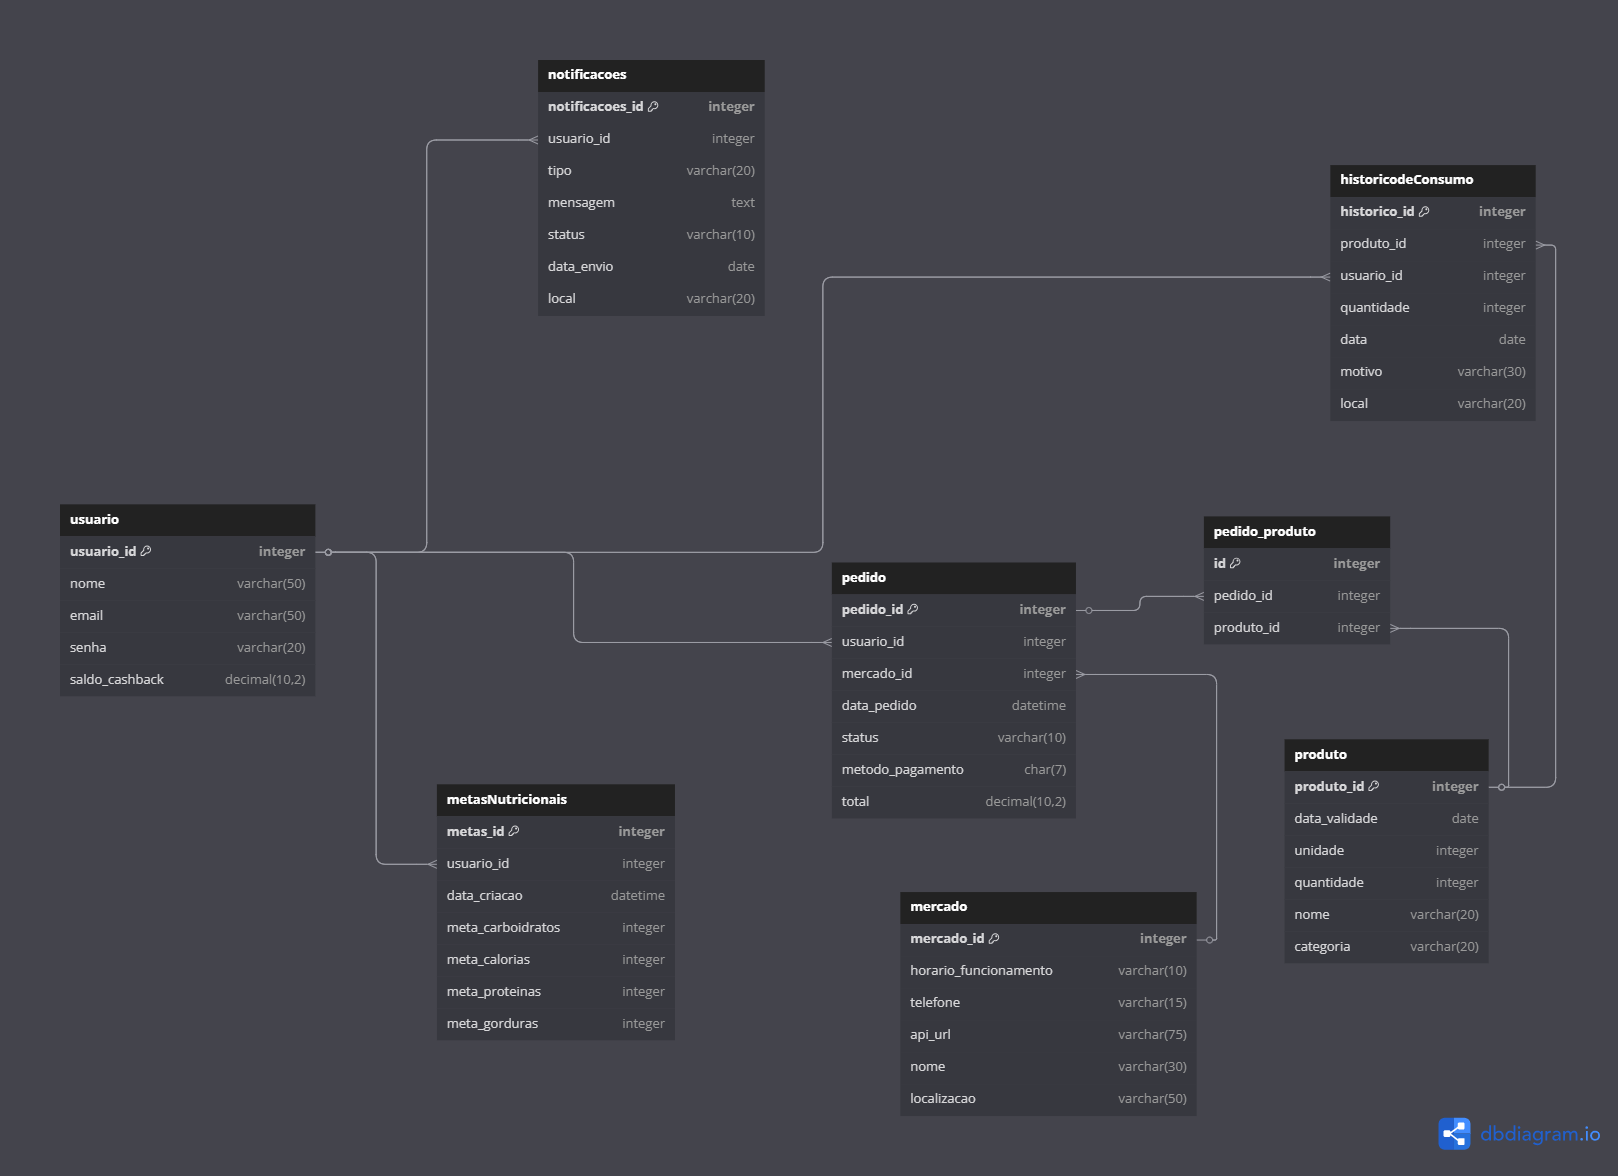 notificacoes
notificacoes_id integer
usuario_id integer
tipo varchar(20)
mensagem text
status varchar(10)
data_envio date
local varchar(20)
historicodeConsumo
historico_id integer
produto_id integer
usuario_id integer
quantidade integer
data date
motivo varchar(30)
local varchar(20)
usuario
usuario_id integer
nome varchar(50)
email varchar(50)
senha varchar(20)
saldo_cashback decimal(10,2)
pedido_produto
id integer
pedido_id integer
produto_id integer
pedido
pedido_id integer
usuario_id integer
mercado_id integer
data_pedido datetime
status varchar(10)
metodo_pagamento char(7)
total decimal(10,2)
produto
produto_id integer
data_validade date
unidade integer
quantidade integer
nome varchar(20)
categoria varchar(20)
metasNutricionais
metas_id integer
usuario_id integer
data_criacao datetime
meta_carboidratos integer
meta_calorias integer
meta_proteinas integer
meta_gorduras integer
mercado
mercado_id integer
horario_funcionamento varchar(10)
telefone varchar(15)
api_url varchar(75)
nome varchar(30)
localizacao varchar(50)
dbdiagram.io